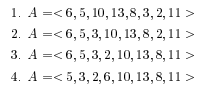 1. A =< 6, 5, 10, 13, 8, 3, 2, 11 >
2. A =< 6, 5, 3, 10, 13, 8, 2, 11 >
3. A =< 6, 5, 3, 2, 10, 13, 8, 11 >
4. A =< 5, 3, 2, 6, 10, 13, 8, 11 >